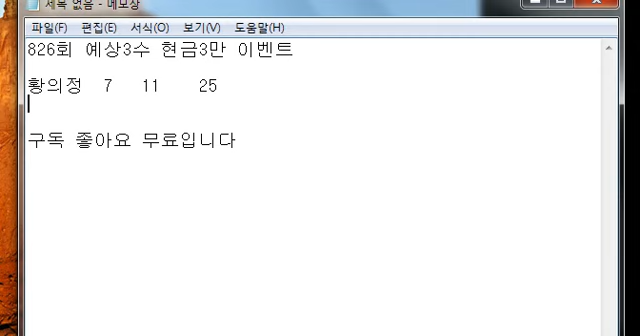 제목 없음 - 메모장
파일(F) 편집(E) 서식(O) 보기(V) 도움말(H)
826회 예상3수 현금3만 이벤트
황의정 7 11 25
구독 좋아요 무료입니다